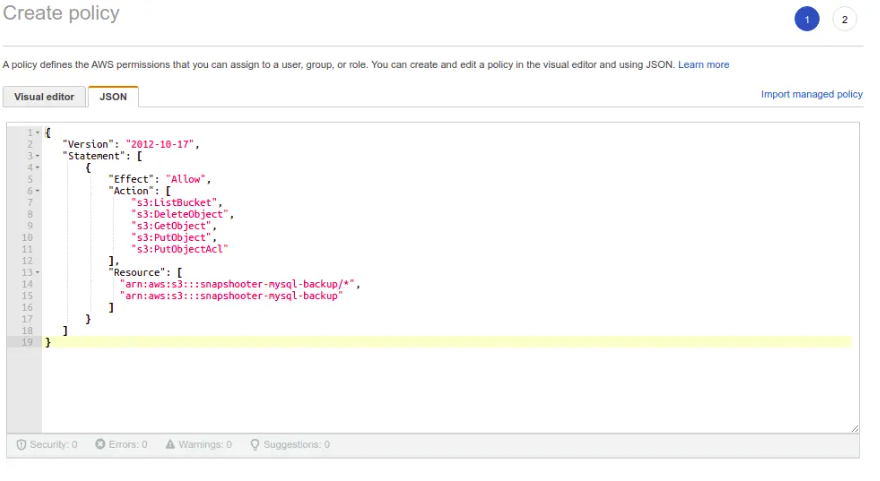 Create policy
1
2
A policy defines the AWS permissions that you can assign to a user, group, or role. You can create and edit a policy in the visual editor and using JSON. Learn more
Visual editor
JSON
Import managed policy
1 {
2 "Version": "2012-10-17",
3 "Statement": [
4 {
5 "Effect": "Allow",
6 "Action": [
7 "s3:ListBucket",
8 "s3:DeleteObject",
9 "s3:GetObject",
10 "s3:PutObject",
11 "s3:PutObjectAcl"
12 ],
13 "Resource": [
14 "arn:aws:s3:::snapshooter-mysql-backup/*",
15 "arn:aws:s3:::snapshooter-mysql-backup"
16 ]
17 }
18 ]
19 }
Security: 0 Errors: 0 Warnings: 0 Suggestions: 0